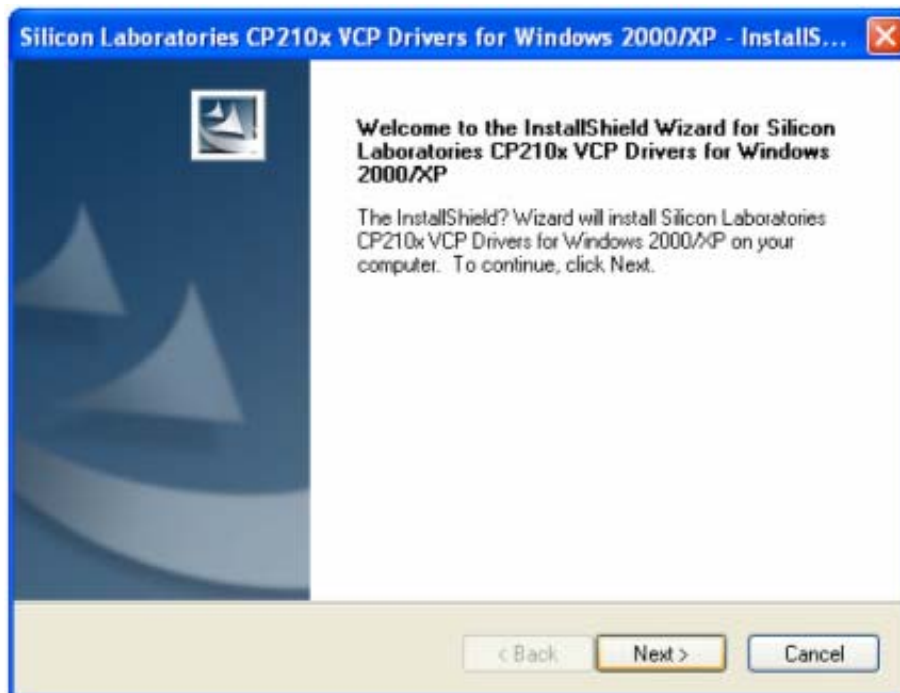 Silicon Laboratories CP210x VCP Drivers for Windows 2000/XP - InstallS...
Welcome to the InstallShield Wizard for Silicon
Laboratories CP210x VCP Drivers for Windows
2000/XP
The InstallShield? Wizard will install Silicon Laboratories
CP210x VCP Drivers for Windows 2000/XP on your
computer. To continue, click Next.
< Back
Next >
Cancel